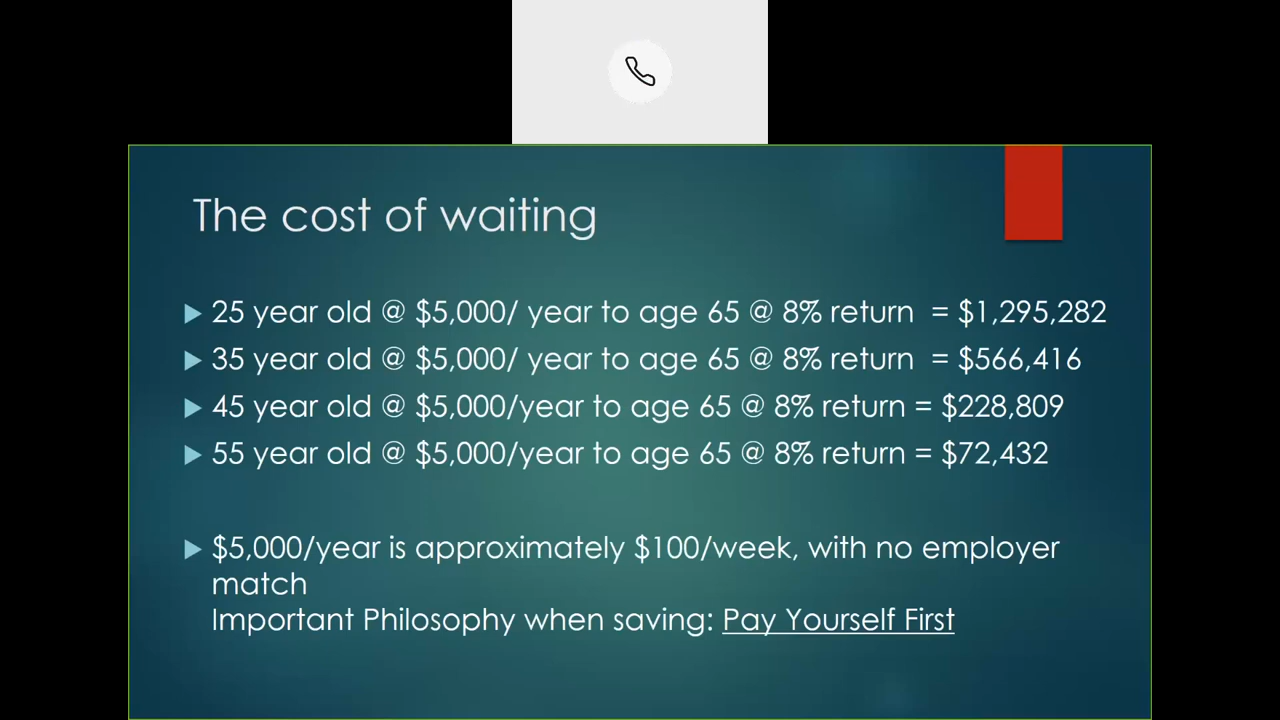 The cost of waiting
25 year old @ $5,000/ year to age 65 @ 8% return = $1,295,282
35 year old @ $5,000/ year to age 65 @ 8% return = $566,416
45 year old @ $5,000/year to age 65 @ 8% return = $228,809
55 year old @ $5,000/year to age 65 @ 8% return = $72,432
$5,000/year is approximately $100/week, with no employer
match
Important Philosophy when saving: Pay Yourself First